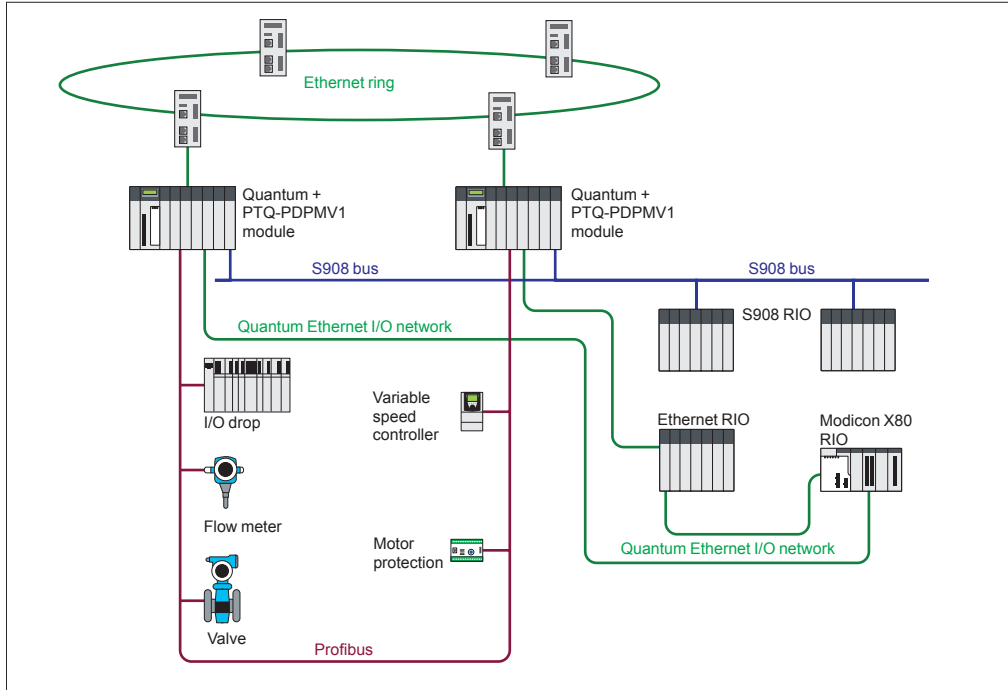 Ethernet ring
Quantum +
PTQ-PDPMV1
module
Quantum +
PTQ-PDPMV1
module
S908 bus
S908 bus
S908 RIO
Quantum Ethernet I/O network
I/O drop
Variable
speed
controller
Ethernet RIO
Modicon X80
RIO
Flow meter
Motor
protection
Quantum Ethernet I/O network
Valve
Profibus